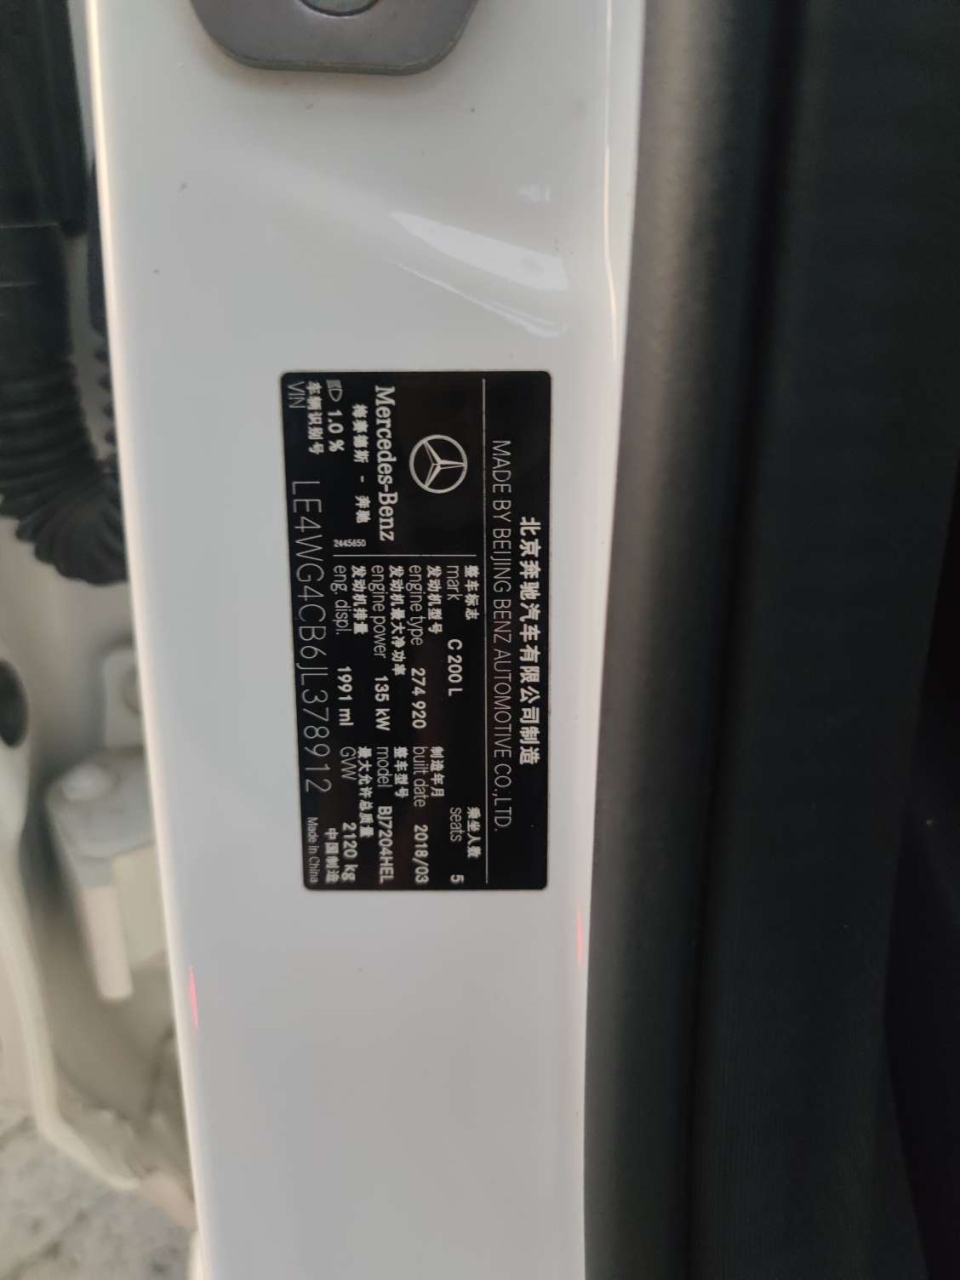 北京奔驰汽车有限公司制造
MADE BY BEIJING BENZ AUTOMOTIVE CO.,LTD.
Mercedes-Benz
梅赛德斯 - 奔驰
2445650
1.0 %
乘坐人数
seats 5
整车标志
mark C 200 L
发动机型号
engine type 274 920
制造年月
built date 2018/03
发动机最大净功率
engine power 135 kW
整车型号
model BJ7204HEL
发动机排量
eng. displ. 1991 ml
最大允许总质量
GVW 2120 kg
车辆识别号
VIN LE4WG4CB6JL378912
中国制造
Made In China